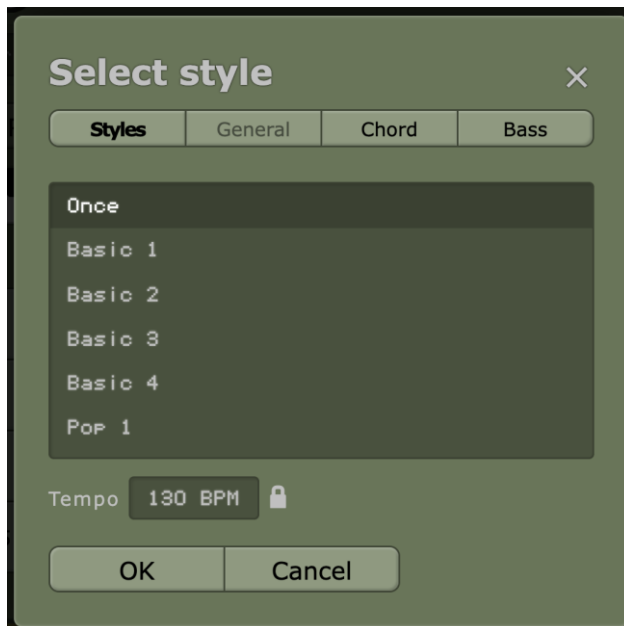 Select style
Styles General Chord Bass
Once
Basic 1
Basic 2
Basic 3
Basic 4
Pop 1
Tempo 130 BPM
OK Cancel